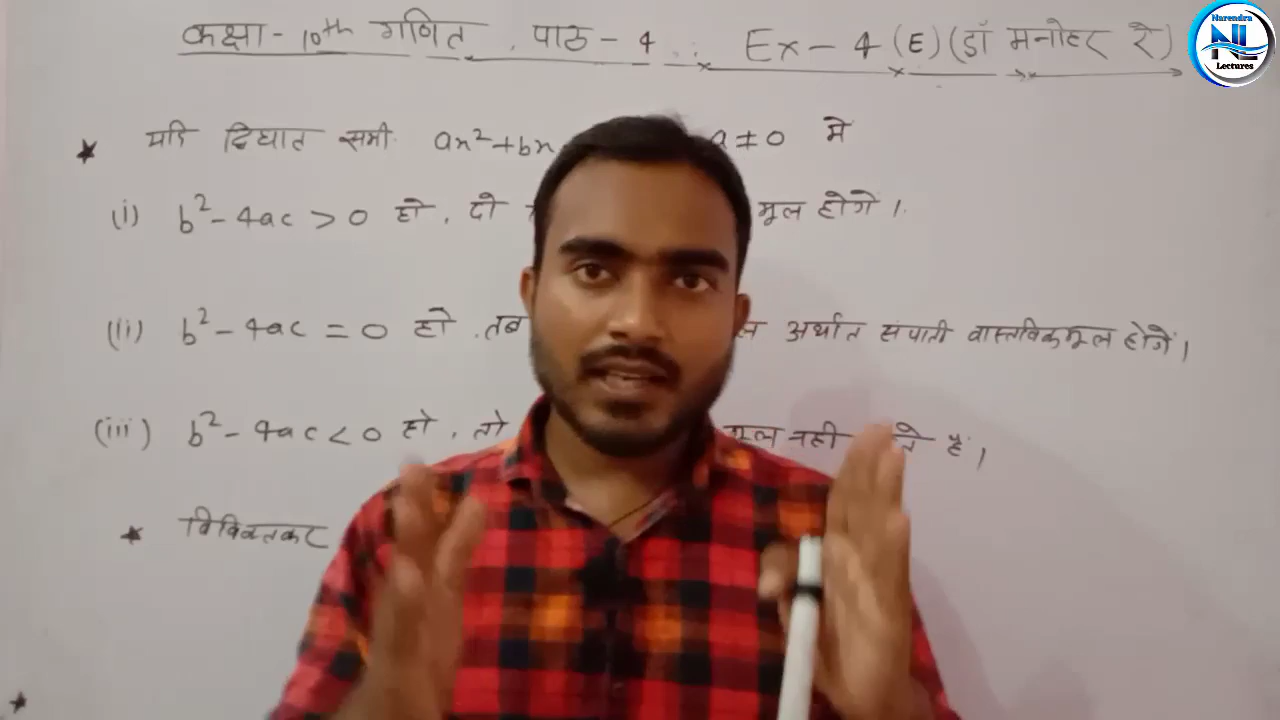 कक्षा - 10th गणित , पाठ - 4 Ex - 4 (E) (डॉ मनोहर रे)
Narendra
NL
Lectures
★ यदि द्विघात समी. ax²+bx a≠0 में
(i) b²-4ac > 0 हो, दो मूल होगे।
(ii) b²-4ac = 0 हो, तब अर्थात संपाती वास्तविक मूल होगें।
(iii) b²-4ac < 0 हो, तो मूल नही है।
★ विविक्तकर
★